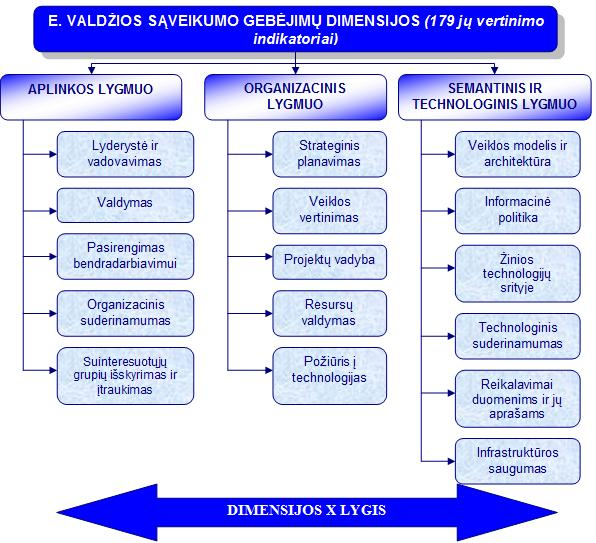 E. VALDŽIOS SĄVEIKUMO GEBĖJIMŲ DIMENSIJOS (179 jų vertinimo
indikatoriai)
APLINKOS LYGMUO
Lyderystė ir
vadovavimas
Valdymas
Pasirengimas
bendradarbiavimui
Organizacinis
suderinamumas
Suinteresuotųjų
grupių išskyrimas ir
įtraukimas
ORGANIZACINIS
LYGMUO
Strateginis
planavimas
Veiklos
vertinimas
Projektų vadyba
Resursų
valdymas
Požiūris į
technologijas
SEMANTINIS IR
TECHNOLOGINIS LYGMUO
Veiklos modelis ir
architektūra
Informacinė
politika
Žinios
technologijų
srityje
Technologinis
suderinamumas
Reikalavimai
duomenims ir jų
aprašams
Infrastruktūros
saugumas
DIMENSIJOS X LYGIS